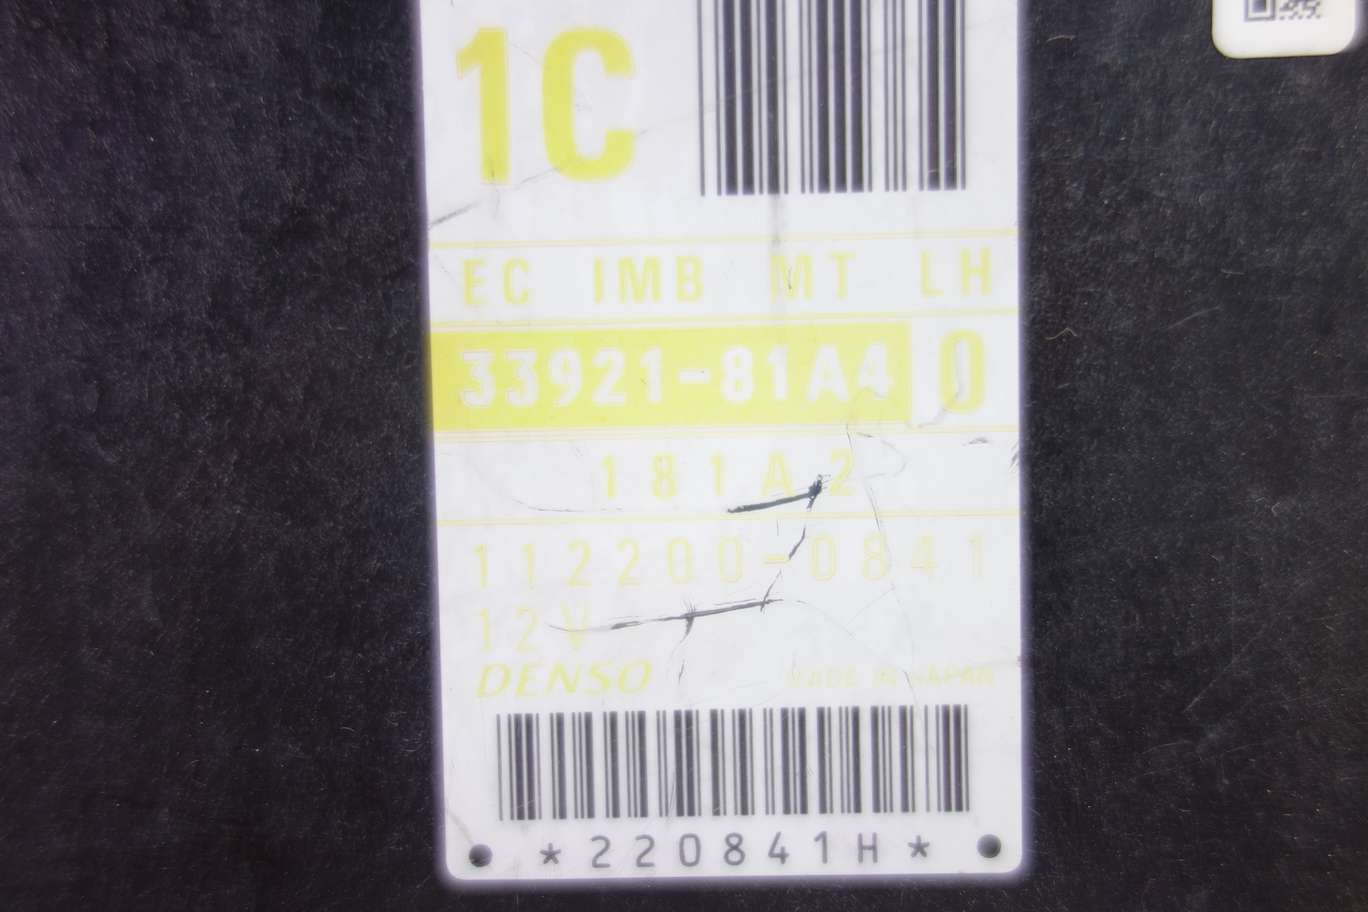 1C
EC IMB MT LH
33921-81A4 0
181A2
112200-0841
12V
DENSO MADE IN JAPAN
*220841H*